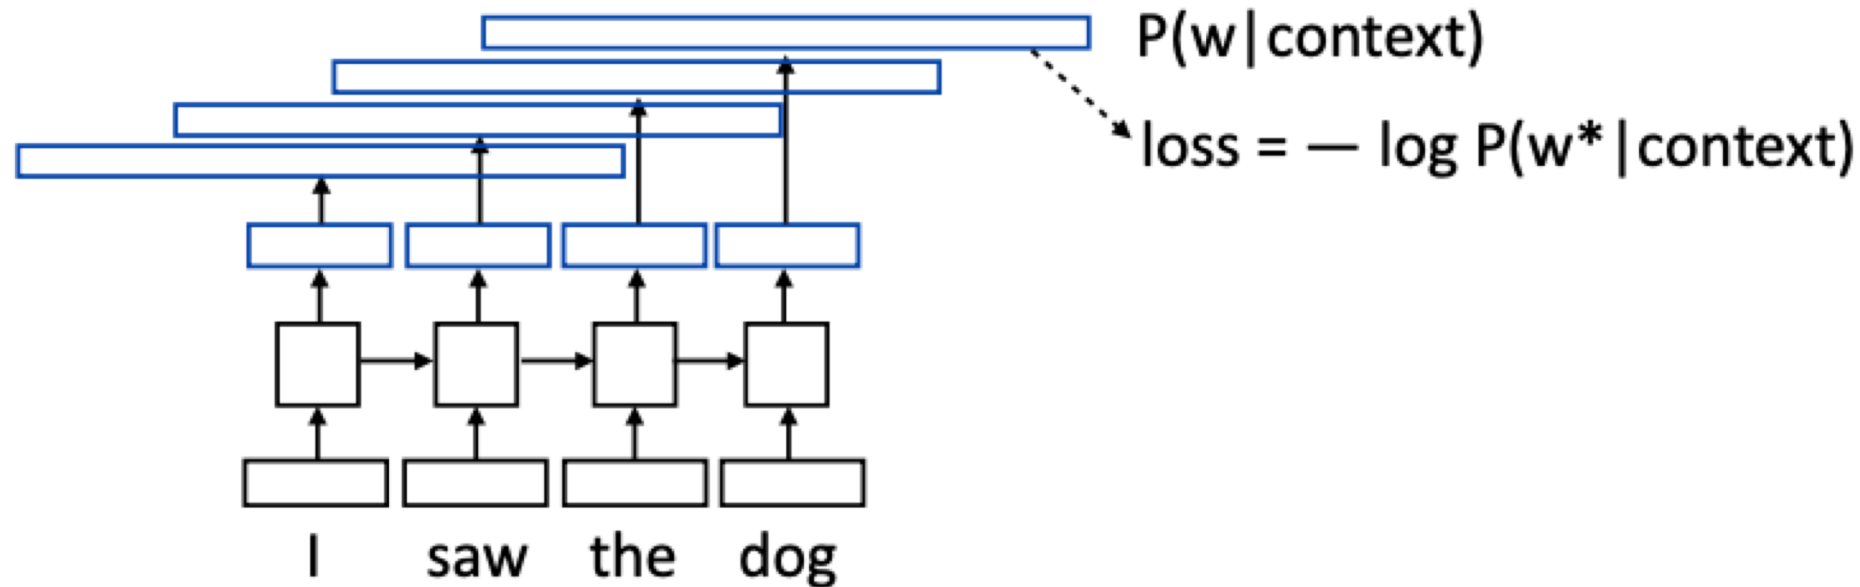 P(w|context)
loss = — log P(w*|context)
I saw the dog